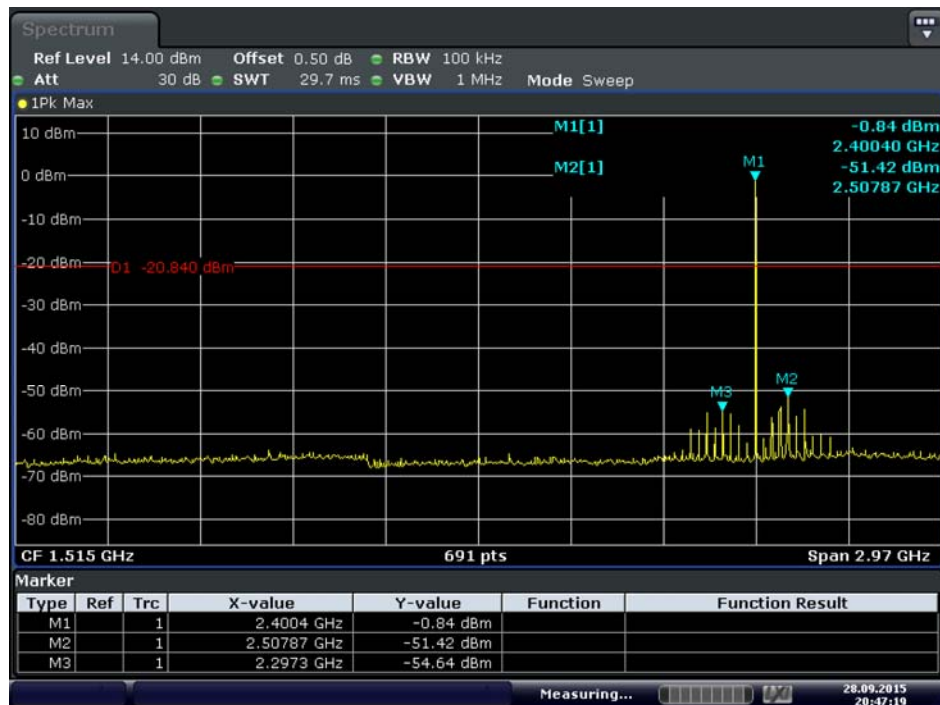 Spectrum
Ref Level 14.00 dBm Offset 0.50 dB RBW 100 kHz
Att 30 dB SWT 29.7 ms VBW 1 MHz Mode Sweep
1Pk Max
M1[1] -0.84 dBm
2.40040 GHz
M2[1] -51.42 dBm
2.50787 GHz
10 dBm
M1
0 dBm
-10 dBm
-20 dBm
D1 -20.840 dBm
-30 dBm
-40 dBm
M2
-50 dBm
M3
-60 dBm
-70 dBm
-80 dBm
CF 1.515 GHz 691 pts Span 2.97 GHz
Marker
Type Ref Trc X-value Y-value Function Function Result
M1 1 2.4004 GHz -0.84 dBm
M2 1 2.50787 GHz -51.42 dBm
M3 1 2.2973 GHz -54.64 dBm
Measuring... 28.09.2015
20:47:19